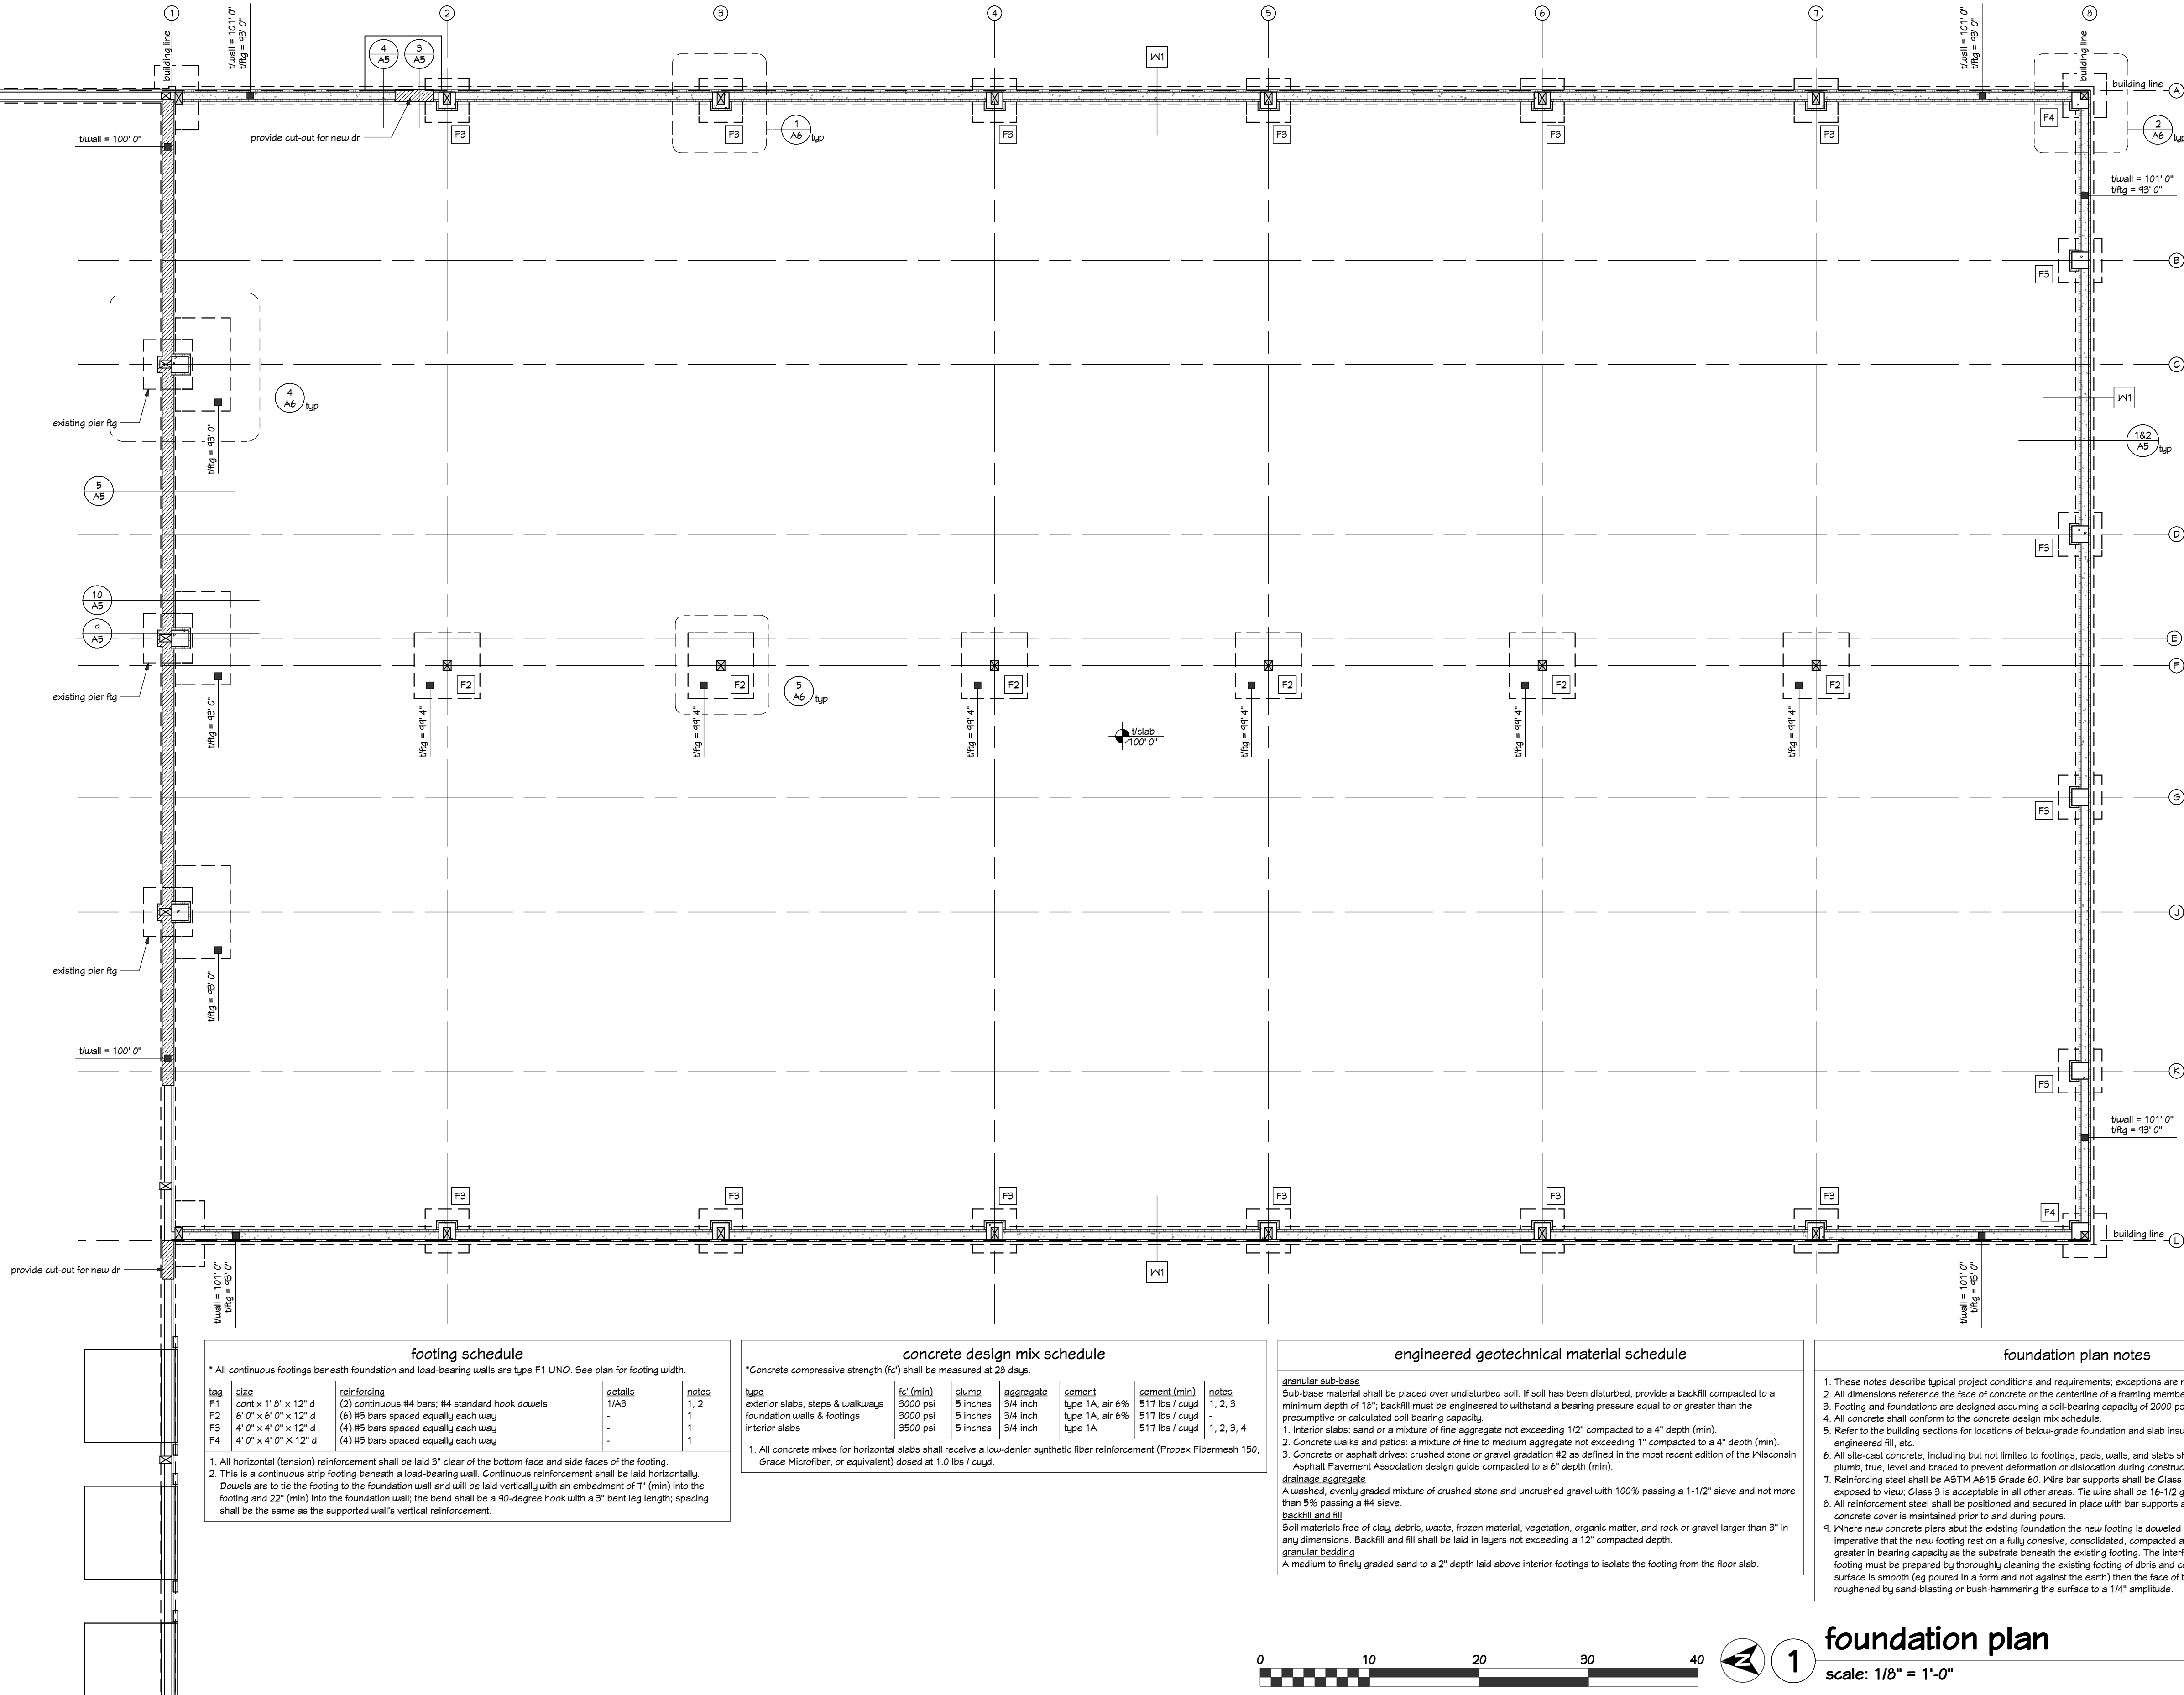 1 2 3 4 5 6 7 8
building line
t/wall = 101' 0"
t/ftg = 93' 0"
4
A5
3
A5
W1
t/wall = 101' 0"
t/ftg = 93' 0"
building line
building line
A
t/wall = 100' 0"
provide cut-out for new dr
F3
F3
1
A6 typ
F3
F3
F3
F3
F4
2
A6 typ
t/wall = 101' 0"
t/ftg = 93' 0"
B
F3
C
4
A6 typ
existing pier ftg
t/ftg = 93' 0"
W1
1&2
A5 typ
5
A5
D
F3
10
A5
9
A5
E
F
existing pier ftg
t/ftg = 93' 0"
F2
F2
F2
F2
F2
F2
5
A6 typ
t/ftg = 99' 4"
t/ftg = 99' 4"
t/ftg = 99' 4"
t/ftg = 99' 4"
t/ftg = 99' 4"
t/ftg = 99' 4"
t/slab
100' 0"
G
F3
J
existing pier ftg
t/ftg = 93' 0"
t/wall = 100' 0"
K
F3
t/wall = 101' 0"
t/ftg = 93' 0"
F3
F3
F3
F3
F3
F3
F4
building line
L
provide cut-out for new dr
t/wall = 101' 0"
t/ftg = 93' 0"
W1
t/wall = 101' 0"
t/ftg = 93' 0"
footing schedule
* All continuous footings beneath foundation and load-bearing walls are type F1 UNO. See plan for footing width.
tag size reinforcing details notes
F1 cont x 1' 8" x 12" d (2) continuous #4 bars; #4 standard hook dowels 1/A3 1, 2
F2 6' 0" x 6' 0" x 12" d (6) #5 bars spaced equally each way - 1
F3 4' 0" x 4' 0" x 12" d (4) #5 bars spaced equally each way - 1
F4 4' 0" x 4' 0" X 12" d (4) #5 bars spaced equally each way - 1
1. All horizontal (tension) reinforcement shall be laid 3" clear of the bottom face and side faces of the footing.
2. This is a continuous strip footing beneath a load-bearing wall. Continuous reinforcement shall be laid horizontally.
Dowels are to tie the footing to the foundation wall and will be laid vertically with an embedment of 7" (min) into the
footing and 22" (min) into the foundation wall; the bend shall be a 90-degree hook with a 3" bent leg length; spacing
shall be the same as the supported wall's vertical reinforcement.
concrete design mix schedule
*Concrete compressive strength (fc') shall be measured at 28 days.
type fc' (min) slump aggregate cement cement (min) notes
exterior slabs, steps & walkways 3000 psi 5 inches 3/4 inch type 1A, air 6% 517 lbs / cuyd 1, 2, 3
foundation walls & footings 3000 psi 5 inches 3/4 inch type 1A, air 6% 517 lbs / cuyd -
interior slabs 3500 psi 5 inches 3/4 inch type 1A 517 lbs / cuyd 1, 2, 3, 4
1. All concrete mixes for horizontal slabs shall receive a low-denier synthetic fiber reinforcement (Propex Fibermesh 150,
Grace Microfiber, or equivalent) dosed at 1.0 lbs / cuyd.
engineered geotechnical material schedule
granular sub-base
Sub-base material shall be placed over undisturbed soil. If soil has been disturbed, provide a backfill compacted to a
minimum depth of 18"; backfill must be engineered to withstand a bearing pressure equal to or greater than the
presumptive or calculated soil bearing capacity.
1. Interior slabs: sand or a mixture of fine aggregate not exceeding 1/2" compacted to a 4" depth (min).
2. Concrete walks and patios: a mixture of fine to medium aggregate not exceeding 1" compacted to a 4" depth (min).
3. Concrete or asphalt drives: crushed stone or gravel gradation #2 as defined in the most recent edition of the Wisconsin
Asphalt Pavement Association design guide compacted to a 6" depth (min).
drainage aggregate
A washed, evenly graded mixture of crushed stone and uncrushed gravel with 100% passing a 1-1/2" sieve and not more
than 5% passing a #4 sieve.
backfill and fill
Soil materials free of clay, debris, waste, frozen material, vegetation, organic matter, and rock or gravel larger than 3" in
any dimensions. Backfill and fill shall be laid in layers not exceeding a 12" compacted depth.
granular bedding
A medium to finely graded sand to a 2" depth laid above interior footings to isolate the footing from the floor slab.
foundation plan notes
1. These notes describe typical project conditions and requirements; exceptions are
2. All dimensions reference the face of concrete or the centerline of a framing
3. Footing and foundations are designed assuming a soil-bearing capacity of 2000
4. All concrete shall conform to the concrete design mix schedule.
5. Refer to the building sections for locations of below-grade foundation and slab
engineered fill, etc.
6. All site-cast concrete, including but not limited to footings, pads, walls, and slabs
plumb, true, level and braced to prevent deformation or dislocation during
7. Reinforcing steel shall be ASTM A615 Grade 60. Wire bar supports shall be Class
exposed to view; Class 3 is acceptable in all other areas. Tie wire shall be 16-1/2
8. All reinforcement steel shall be positioned and secured in place with bar supports
concrete cover is maintained prior to and during pours.
9. Where new concrete piers abut the existing foundation the new footing is doweled
imperative that the new footing rest on a fully cohesive, consolidated, compacted
greater in bearing capacity as the substrate beneath the existing footing. The
footing must be prepared by thoroughly cleaning the existing footing of dbris and
surface is smooth (eg poured in a form and not against the earth) then the face of
roughened by sand-blasting or bush-hammering the surface to a 1/4" amplitude.
0 10 20 30 40
N
1
foundation plan
scale: 1/8" = 1'-0"